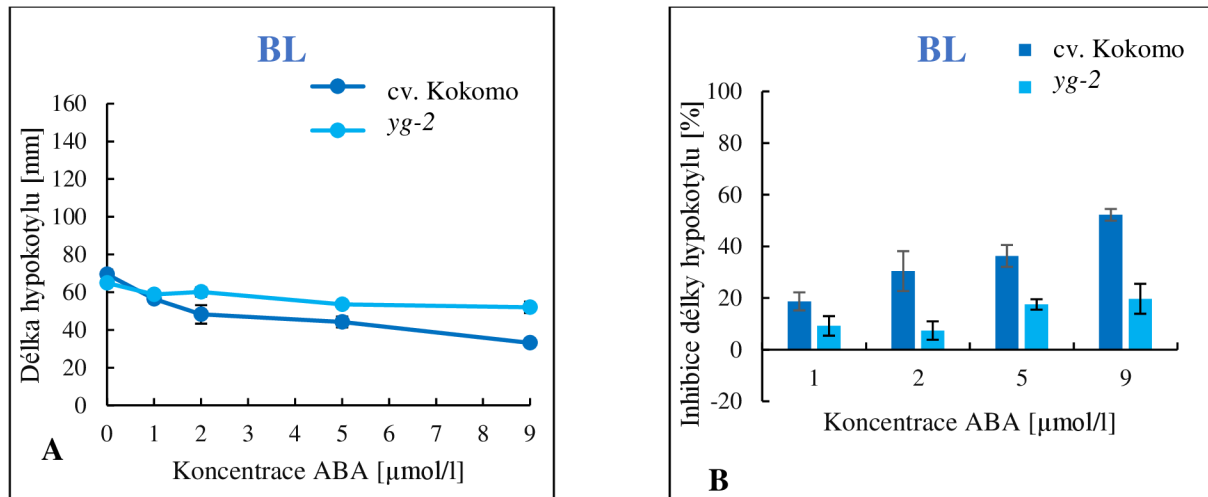 BL
cv. Kokomo
yg-2
Délka hypokotylu [mm]
160
140
120
100
80
60
40
20
0
0 1 2 3 4 5 6 7 8 9
Koncentrace ABA [µmol/l]
A
BL
cv. Kokomo
yg-2
Inhibice délky hypokotylu [%]
100
80
60
40
20
0
-20
1 2 5 9
Koncentrace ABA [µmol/l]
B